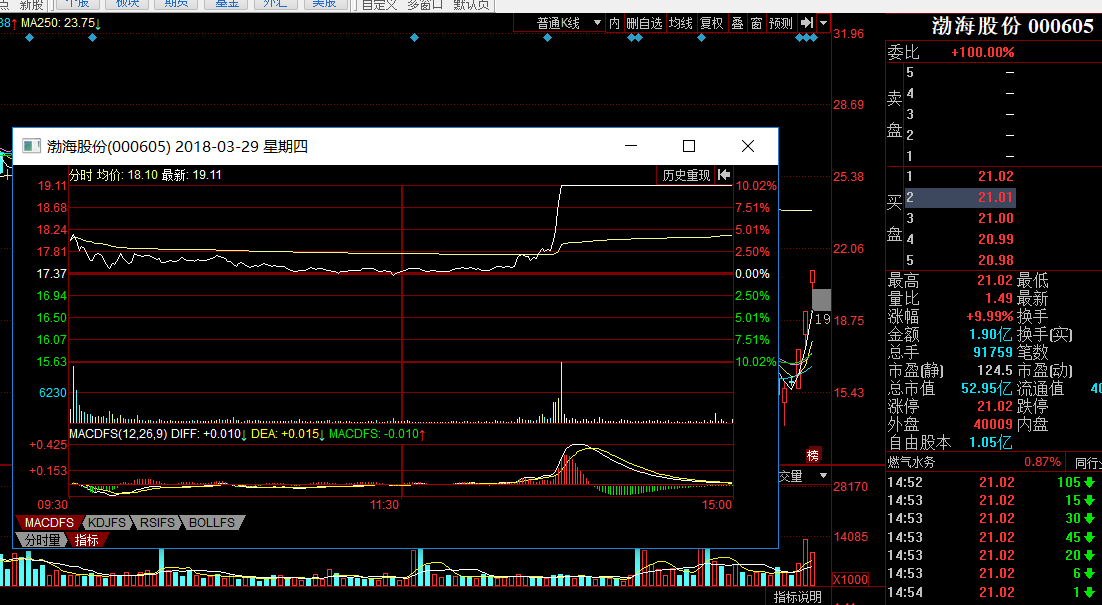 点 新股 个股 板块 期货 基金 外汇 美股 自定义 多窗口 默认页
38↑ MA250: 23.75↓
普通K线 内 删自选 均线 复权 叠 窗 预测
31.96
28.69
25.38
22.06
18.75
15.43
28170
14085
X1000
渤海股份 000605
委比 +100.00%
卖盘
5 —
4 —
3 —
2 —
1 —
买盘
1 21.02
2 21.01
3 21.00
4 20.99
5 20.98
最高 21.02 最低
量比 1.49 最新
涨幅 +9.99% 换手
金额 1.90亿 换手(实)
总手 91759 笔数
市盈(静) 124.5 市盈(动)
总市值 52.95亿 流通值 40
涨停 21.02 跌停
外盘 40009 内盘
自由股本 1.05亿
燃气水务 0.87% 同行业
14:52 21.02 105
14:53 21.02 15
14:53 21.02 30
14:53 21.02 45
14:53 21.02 20
14:53 21.02 6
14:54 21.02 1
渤海股份(000605) 2018-03-29 星期四
分时 均价: 18.10 最新: 19.11
历史重现
19.11 10.02%
18.68 7.51%
18.24 5.01%
17.81 2.50%
17.37 0.00%
16.94 2.50%
16.50 5.01%
16.07 7.51%
15.63 10.02%
6230
MACDFS(12,26,9) DIFF: +0.010↓ DEA: +0.015↓ MACDFS: -0.010↑
+0.425
+0.153
09:30 11:30 15:00
MACDFS KDJFS RSIFS BOLLFS
分时量 指标
19
榜
交量
指标说明